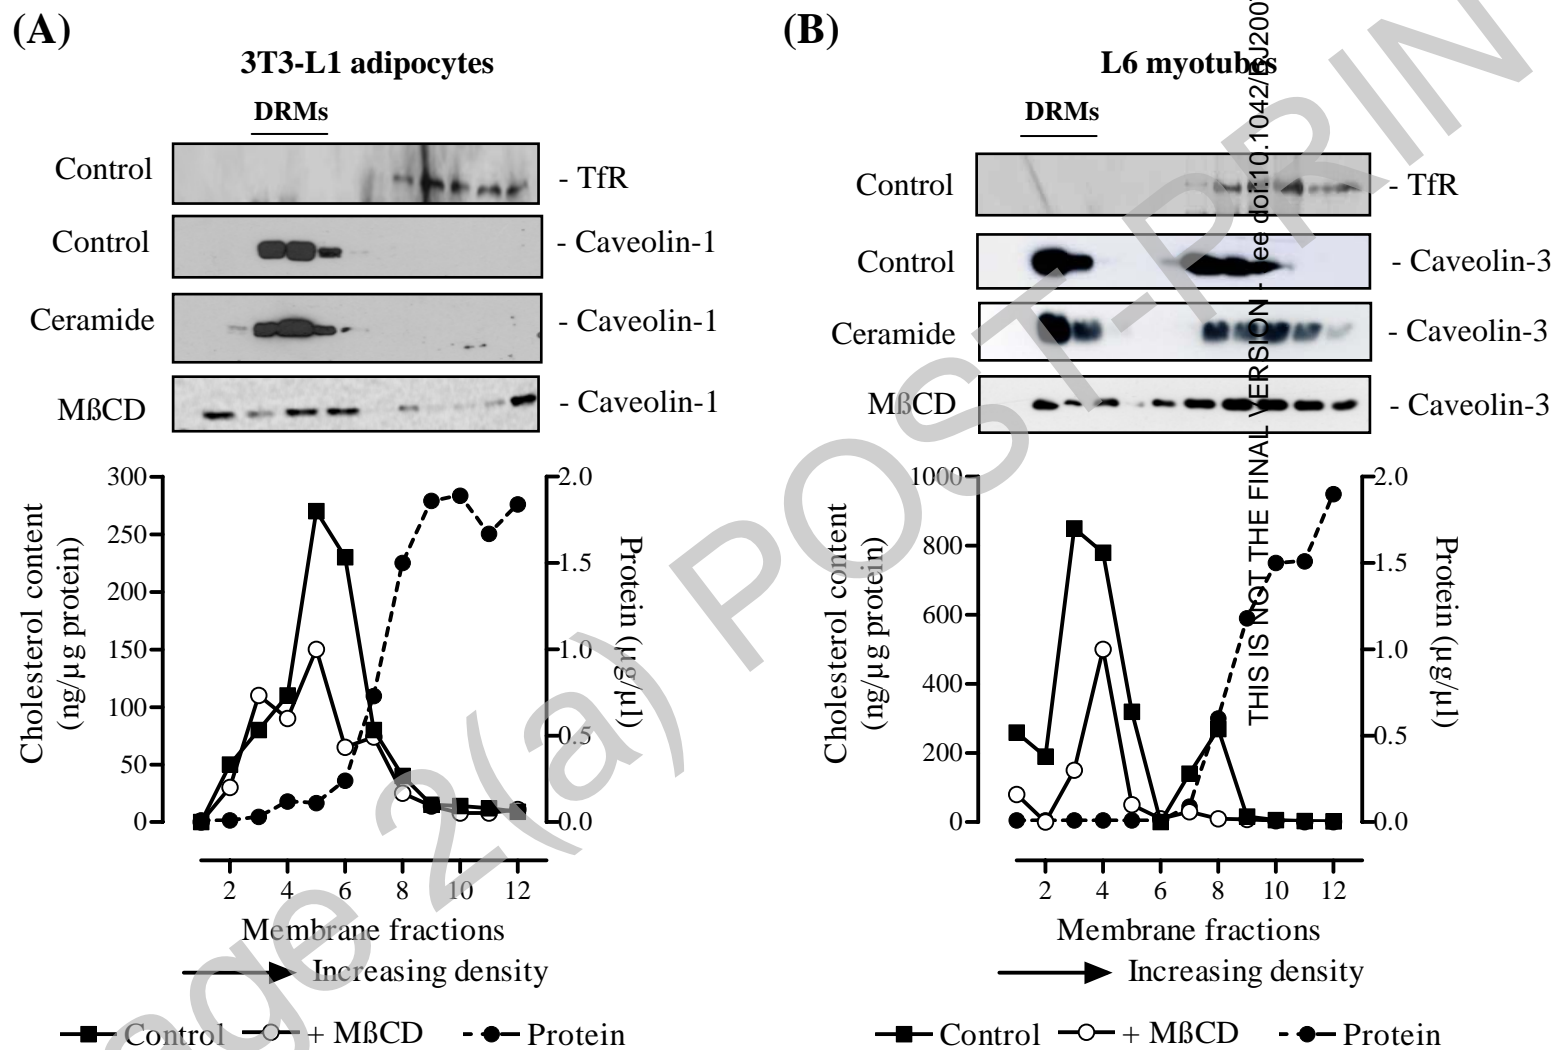 (A)
3T3-L1 adipocytes
DRMs
Control - TfR
Control - Caveolin-1
Ceramide - Caveolin-1
MßCD - Caveolin-1
300 2.0
250
200 1.5
150 1.0
100
50 0.5
0 0.0
Cholesterol content
(ng/µg protein)
Protein (µg/µl)
2 4 6 8 10 12
Membrane fractions
Increasing density
Control + MßCD Protein
(B)
L6 myotubes
DRMs
Control - TfR
Control - Caveolin-3
Ceramide - Caveolin-3
MßCD - Caveolin-3
1000 2.0
800 1.5
600 1.0
400
200 0.5
0 0.0
Cholesterol content
(ng/µg protein)
Protein (µg/µl)
2 4 6 8 10 12
Membrane fractions
Increasing density
Control + MßCD Protein
THIS IS NOT THE FINAL VERSION - see doi:10.1042/BJ200
age 2(a) POST-PRIN